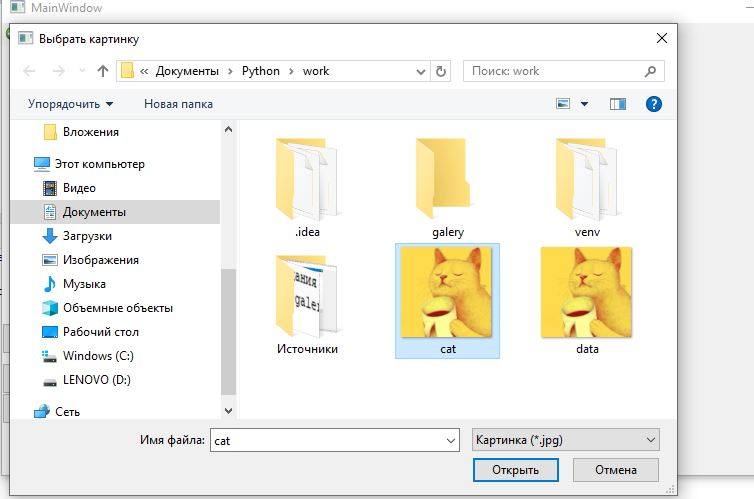 MainWindow
Выбрать картинку
« Документы › Python › work
Поиск: work
Упорядочить
Новая папка
Вложения
Этот компьютер
Видео
Документы
Загрузки
Изображения
Музыка
Объемные объекты
Рабочий стол
Windows (C:)
LENOVO (D:)
Сеть
.idea
galery
venv
Источники
cat
data
Имя файла:
cat
Картинка (*.jpg)
Открыть
Отмена